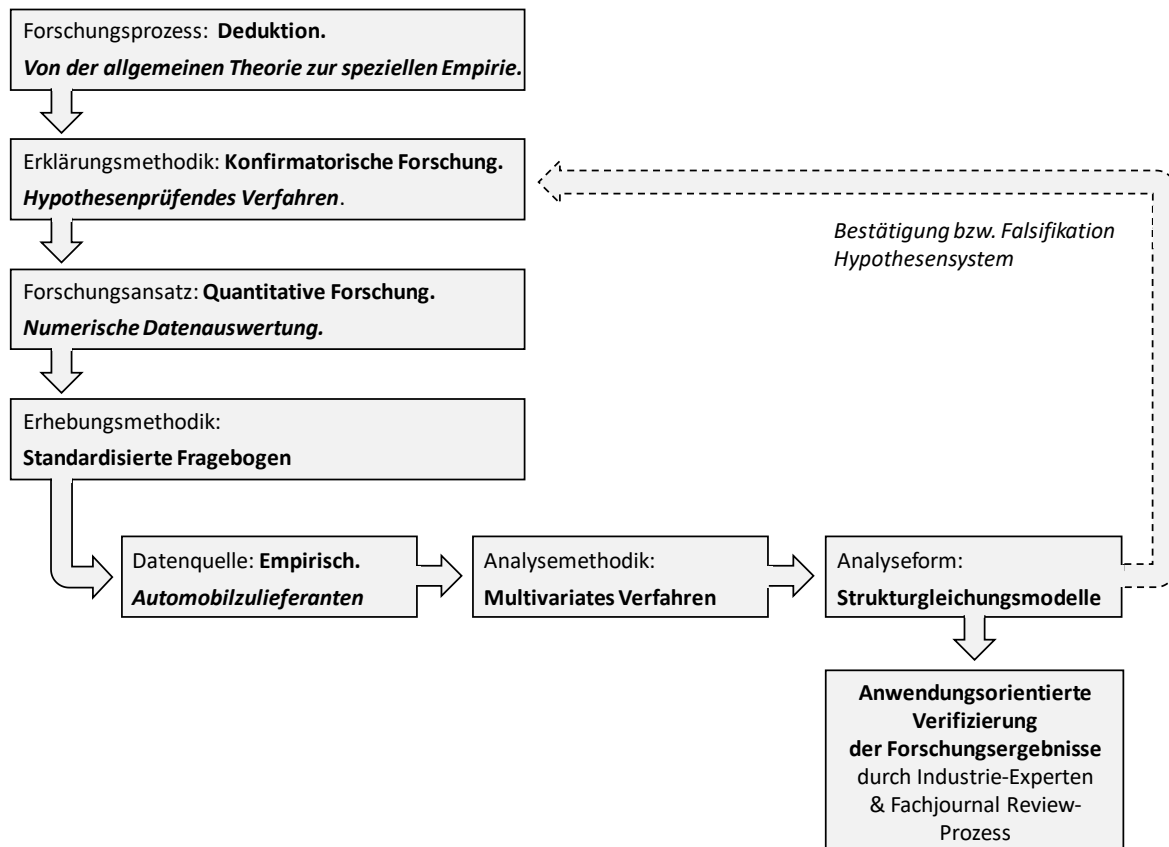 Forschungsprozess: Deduktion.
Von der allgemeinen Theorie zur speziellen Empirie.
Erklärungsmethodik: Konfirmatorische Forschung.
Hypothesenprüfendes Verfahren.
Bestätigung bzw. Falsifikation
Hypothesensystem
Forschungsansatz: Quantitative Forschung.
Numerische Datenauswertung.
Erhebungsmethodik:
Standardisierte Fragebogen
Datenquelle: Empirisch.
Automobilzulieferanten
Analysemethodik:
Multivariates Verfahren
Analyseform:
Strukturgleichungsmodelle
Anwendungsorientierte
Verifizierung
der Forschungsergebnisse
durch Industrie-Experten
& Fachjournal Review-
Prozess